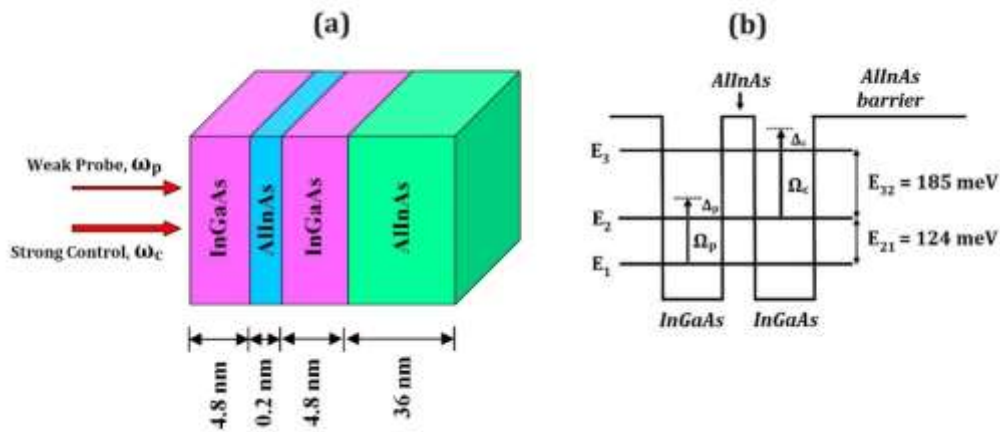 (a)
Weak Probe, ωp
Strong Control, ωc
InGaAs
AlInAs
InGaAs
AlInAs
4.8 nm
0.2 nm
4.8 nm
36 nm
(b)
AlInAs
AlInAs
barrier
E3
Δc
Ωc
E32 = 185 meV
E2
Δp
Ωp
E21 = 124 meV
E1
InGaAs InGaAs